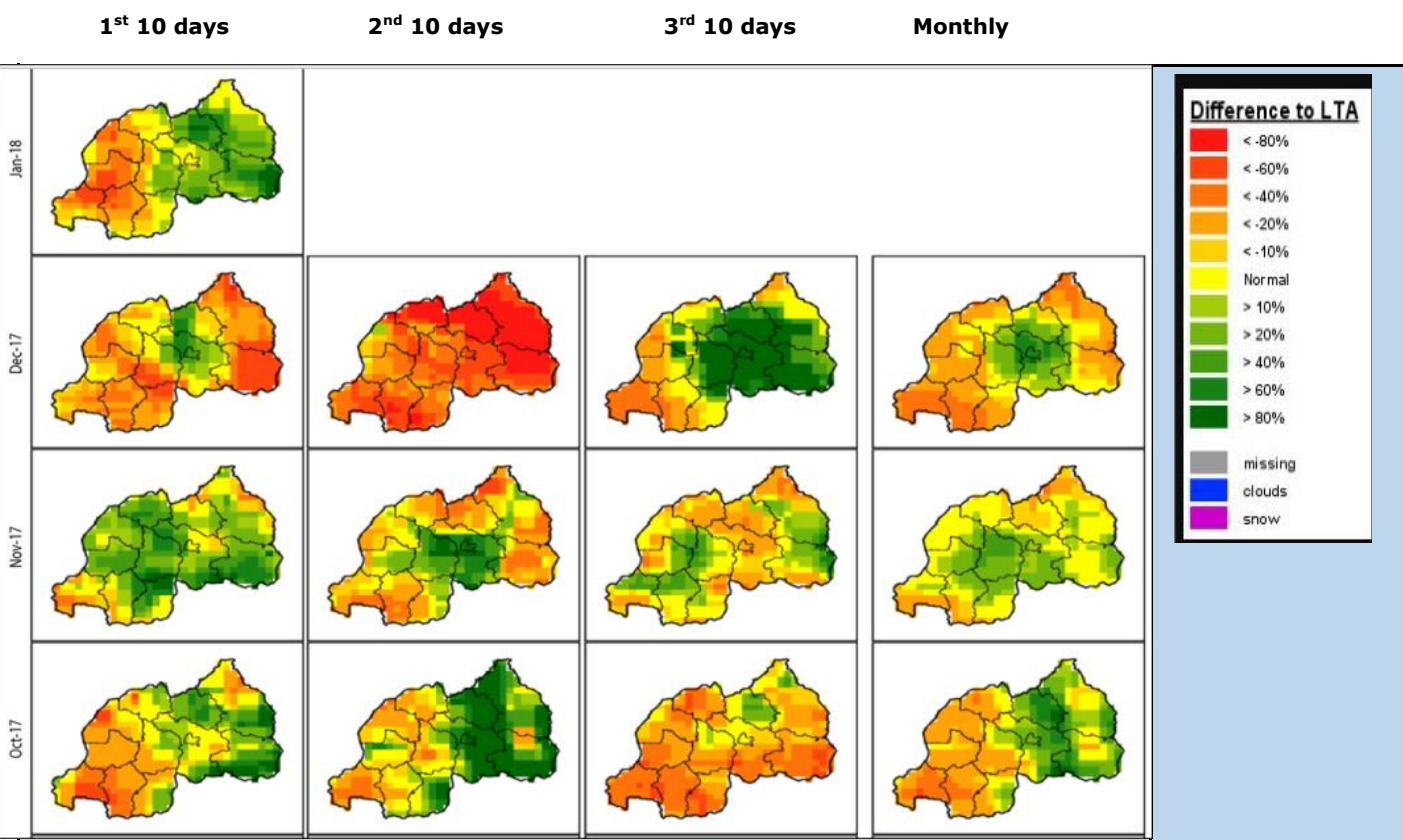 1st 10 days 2nd 10 days 3rd 10 days Monthly
Jan-18
Dec-17
Nov-17
Oct-17
Difference to LTA
< -80%
< -60%
< -40%
< -20%
< -10%
Normal
> 10%
> 20%
> 40%
> 60%
> 80%
missing
clouds
snow